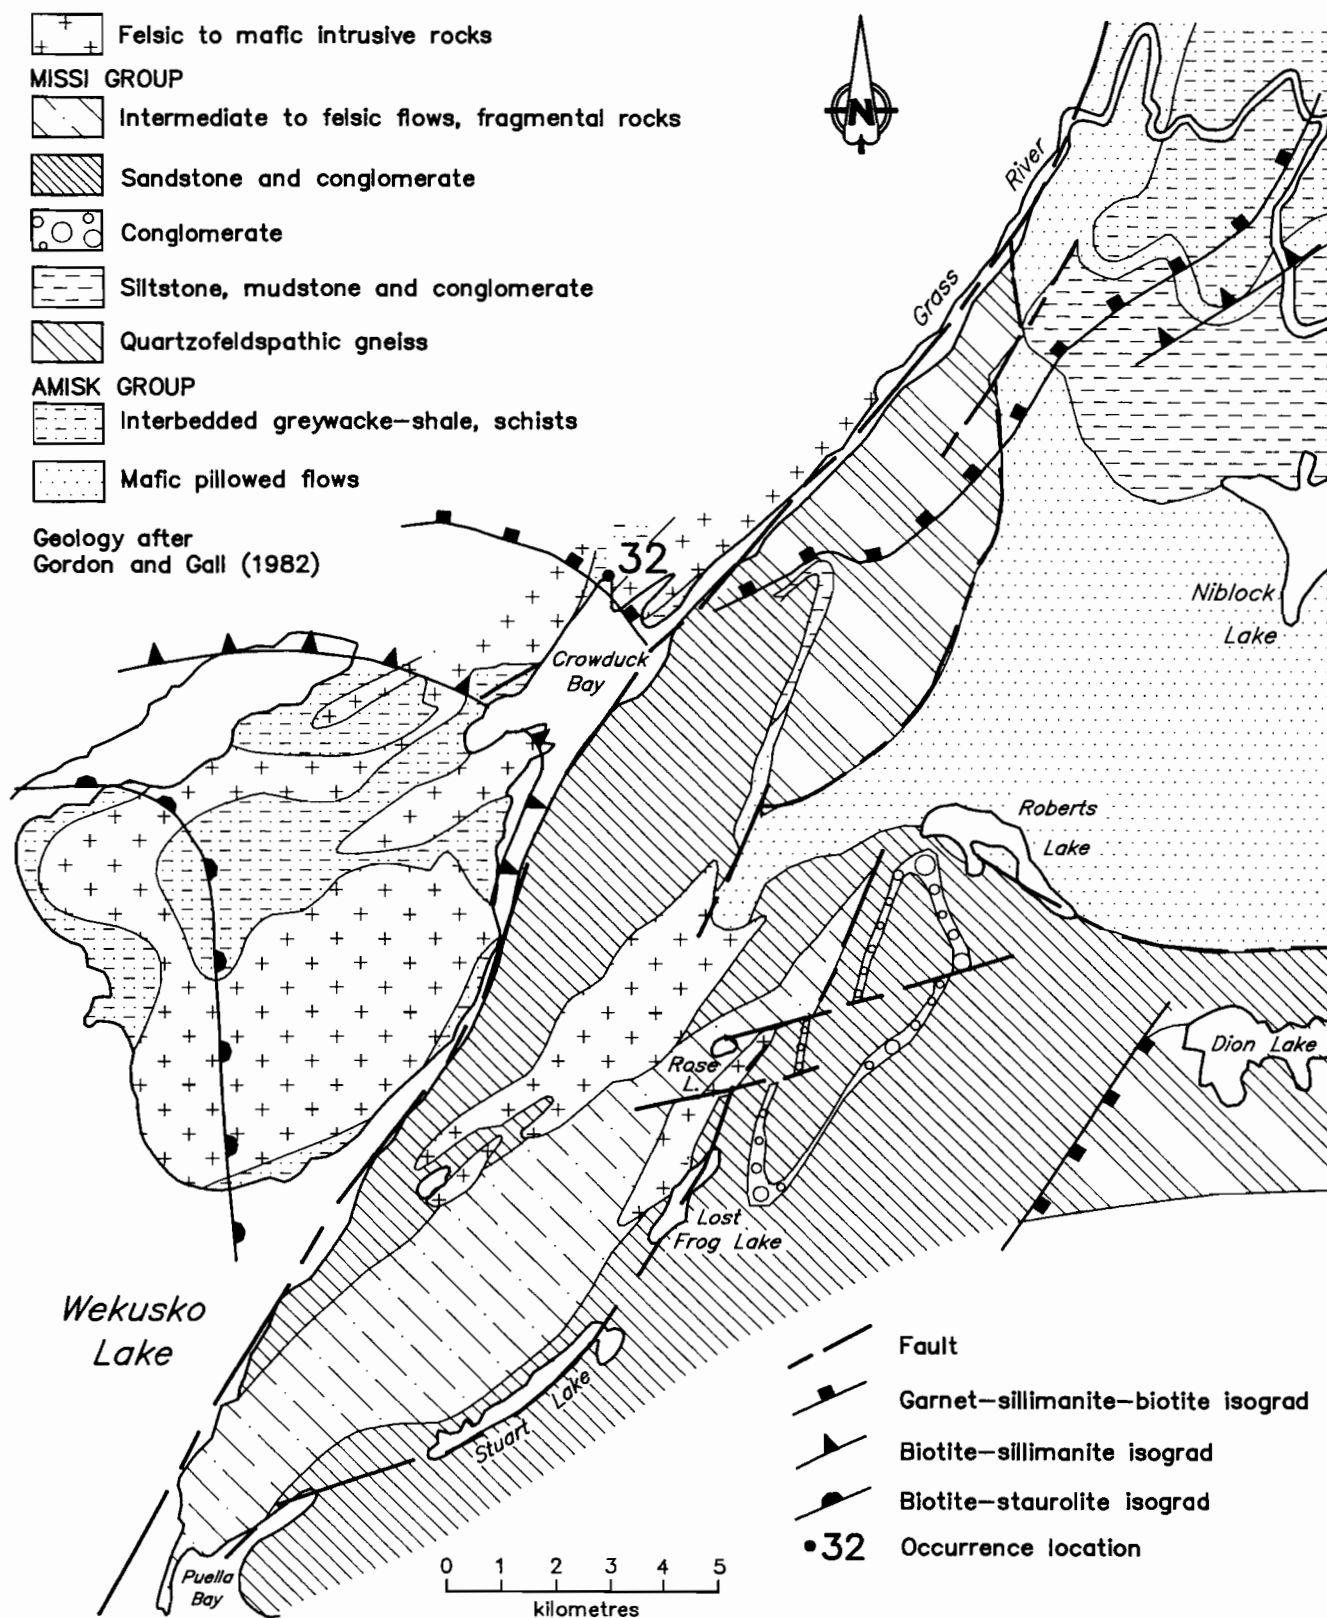 Felsic to mafic intrusive rocks
MISSI GROUP
Intermediate to felsic flows, fragmental rocks
Sandstone and conglomerate
Conglomerate
Siltstone, mudstone and conglomerate
Quartzofeldspathic gneiss
AMISK GROUP
Interbedded greywacke–shale, schists
Mafic pillowed flows
Geology after
Gordon and Gall (1982)
N
River
Grass
32
Niblock
Lake
Crowduck
Bay
Roberts
Lake
Dion Lake
Rose
L.
Lost
Frog Lake
Wekusko
Lake
Stuart Lake
Puella
Bay
Fault
Garnet–sillimanite–biotite isograd
Biotite–sillimanite isograd
Biotite–staurolite isograd
•32 Occurrence location
0 1 2 3 4 5
kilometres